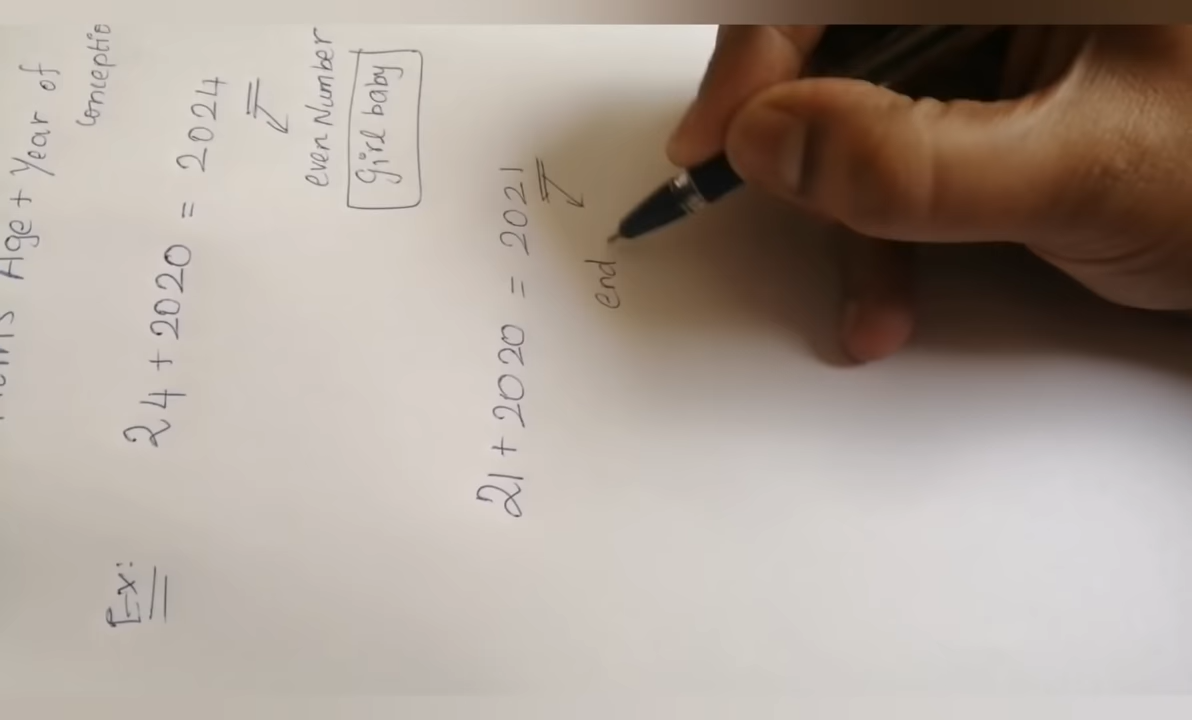 Age + Year of
Conceptio
Ex:
24 + 2020 = 2024
even Number
Girl baby
21 + 2020 = 2021
end